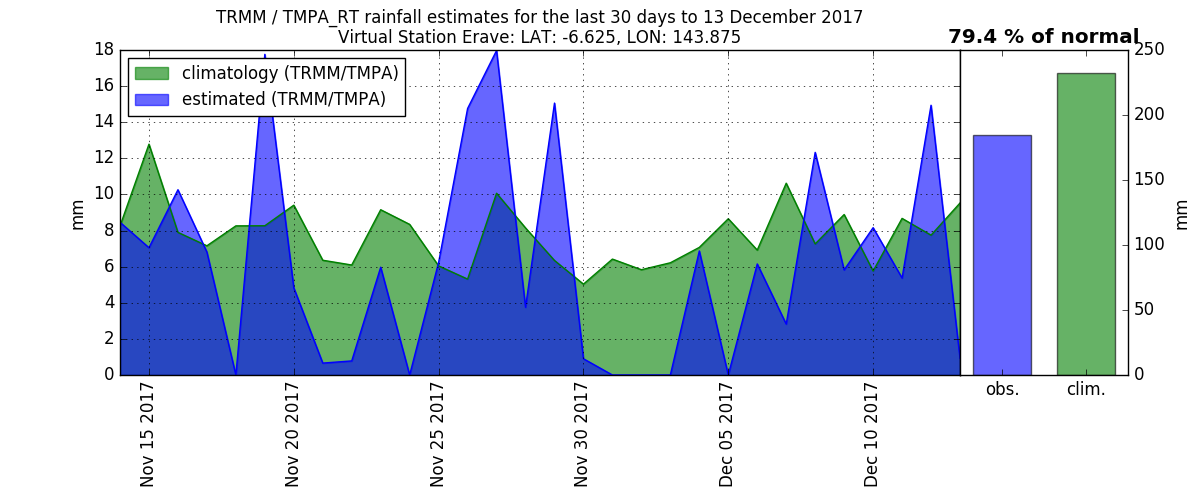 TRMM / TMPA_RT rainfall estimates for the last 30 days to 13 December 2017
Virtual Station Erave: LAT: -6.625, LON: 143.875
79.4 % of normal
climatology (TRMM/TMPA)
estimated (TRMM/TMPA)
18
16
14
12
10
8
6
4
2
0
mm
Nov 15 2017
Nov 20 2017
Nov 25 2017
Nov 30 2017
Dec 05 2017
Dec 10 2017
obs.
clim.
250
200
150
100
50
0
mm